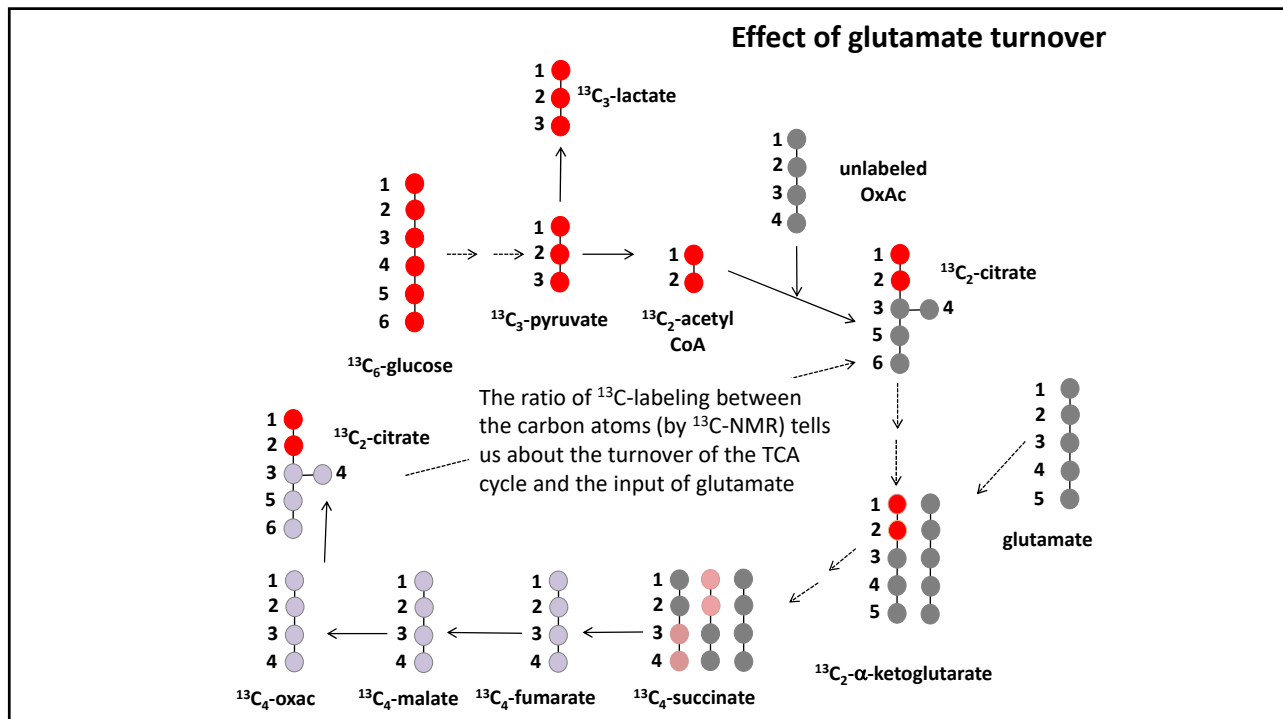 Effect of glutamate turnover
1
2
3
¹³C₃-lactate
1
2
3
4
5
6
¹³C₆-glucose
1
2
3
¹³C₃-pyruvate
1
2
¹³C₂-acetyl
CoA
1
2
3
4
unlabeled
OxAc
1
2
3
4
5
6
¹³C₂-citrate
The ratio of ¹³C-labeling between
the carbon atoms (by ¹³C-NMR) tells
us about the turnover of the TCA
cycle and the input of glutamate
1
2
3
4
5
glutamate
1
2
3
4
5
6
¹³C₂-citrate
1
2
3
4
5
¹³C₂-α-ketoglutarate
1
2
3
4
¹³C₄-oxac
1
2
3
4
¹³C₄-malate
1
2
3
4
¹³C₄-fumarate
1
2
3
4
¹³C₄-succinate